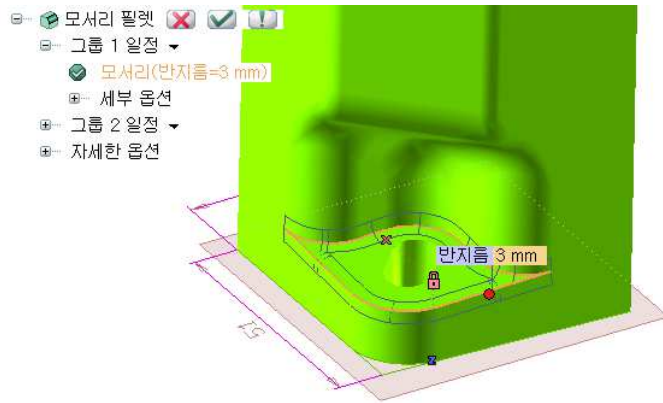 모서리 필렛
그룹 1 일정
모서리(반지름=3 mm)
세부 옵션
그룹 2 일정
자세한 옵션
반지름 3 mm
51
z